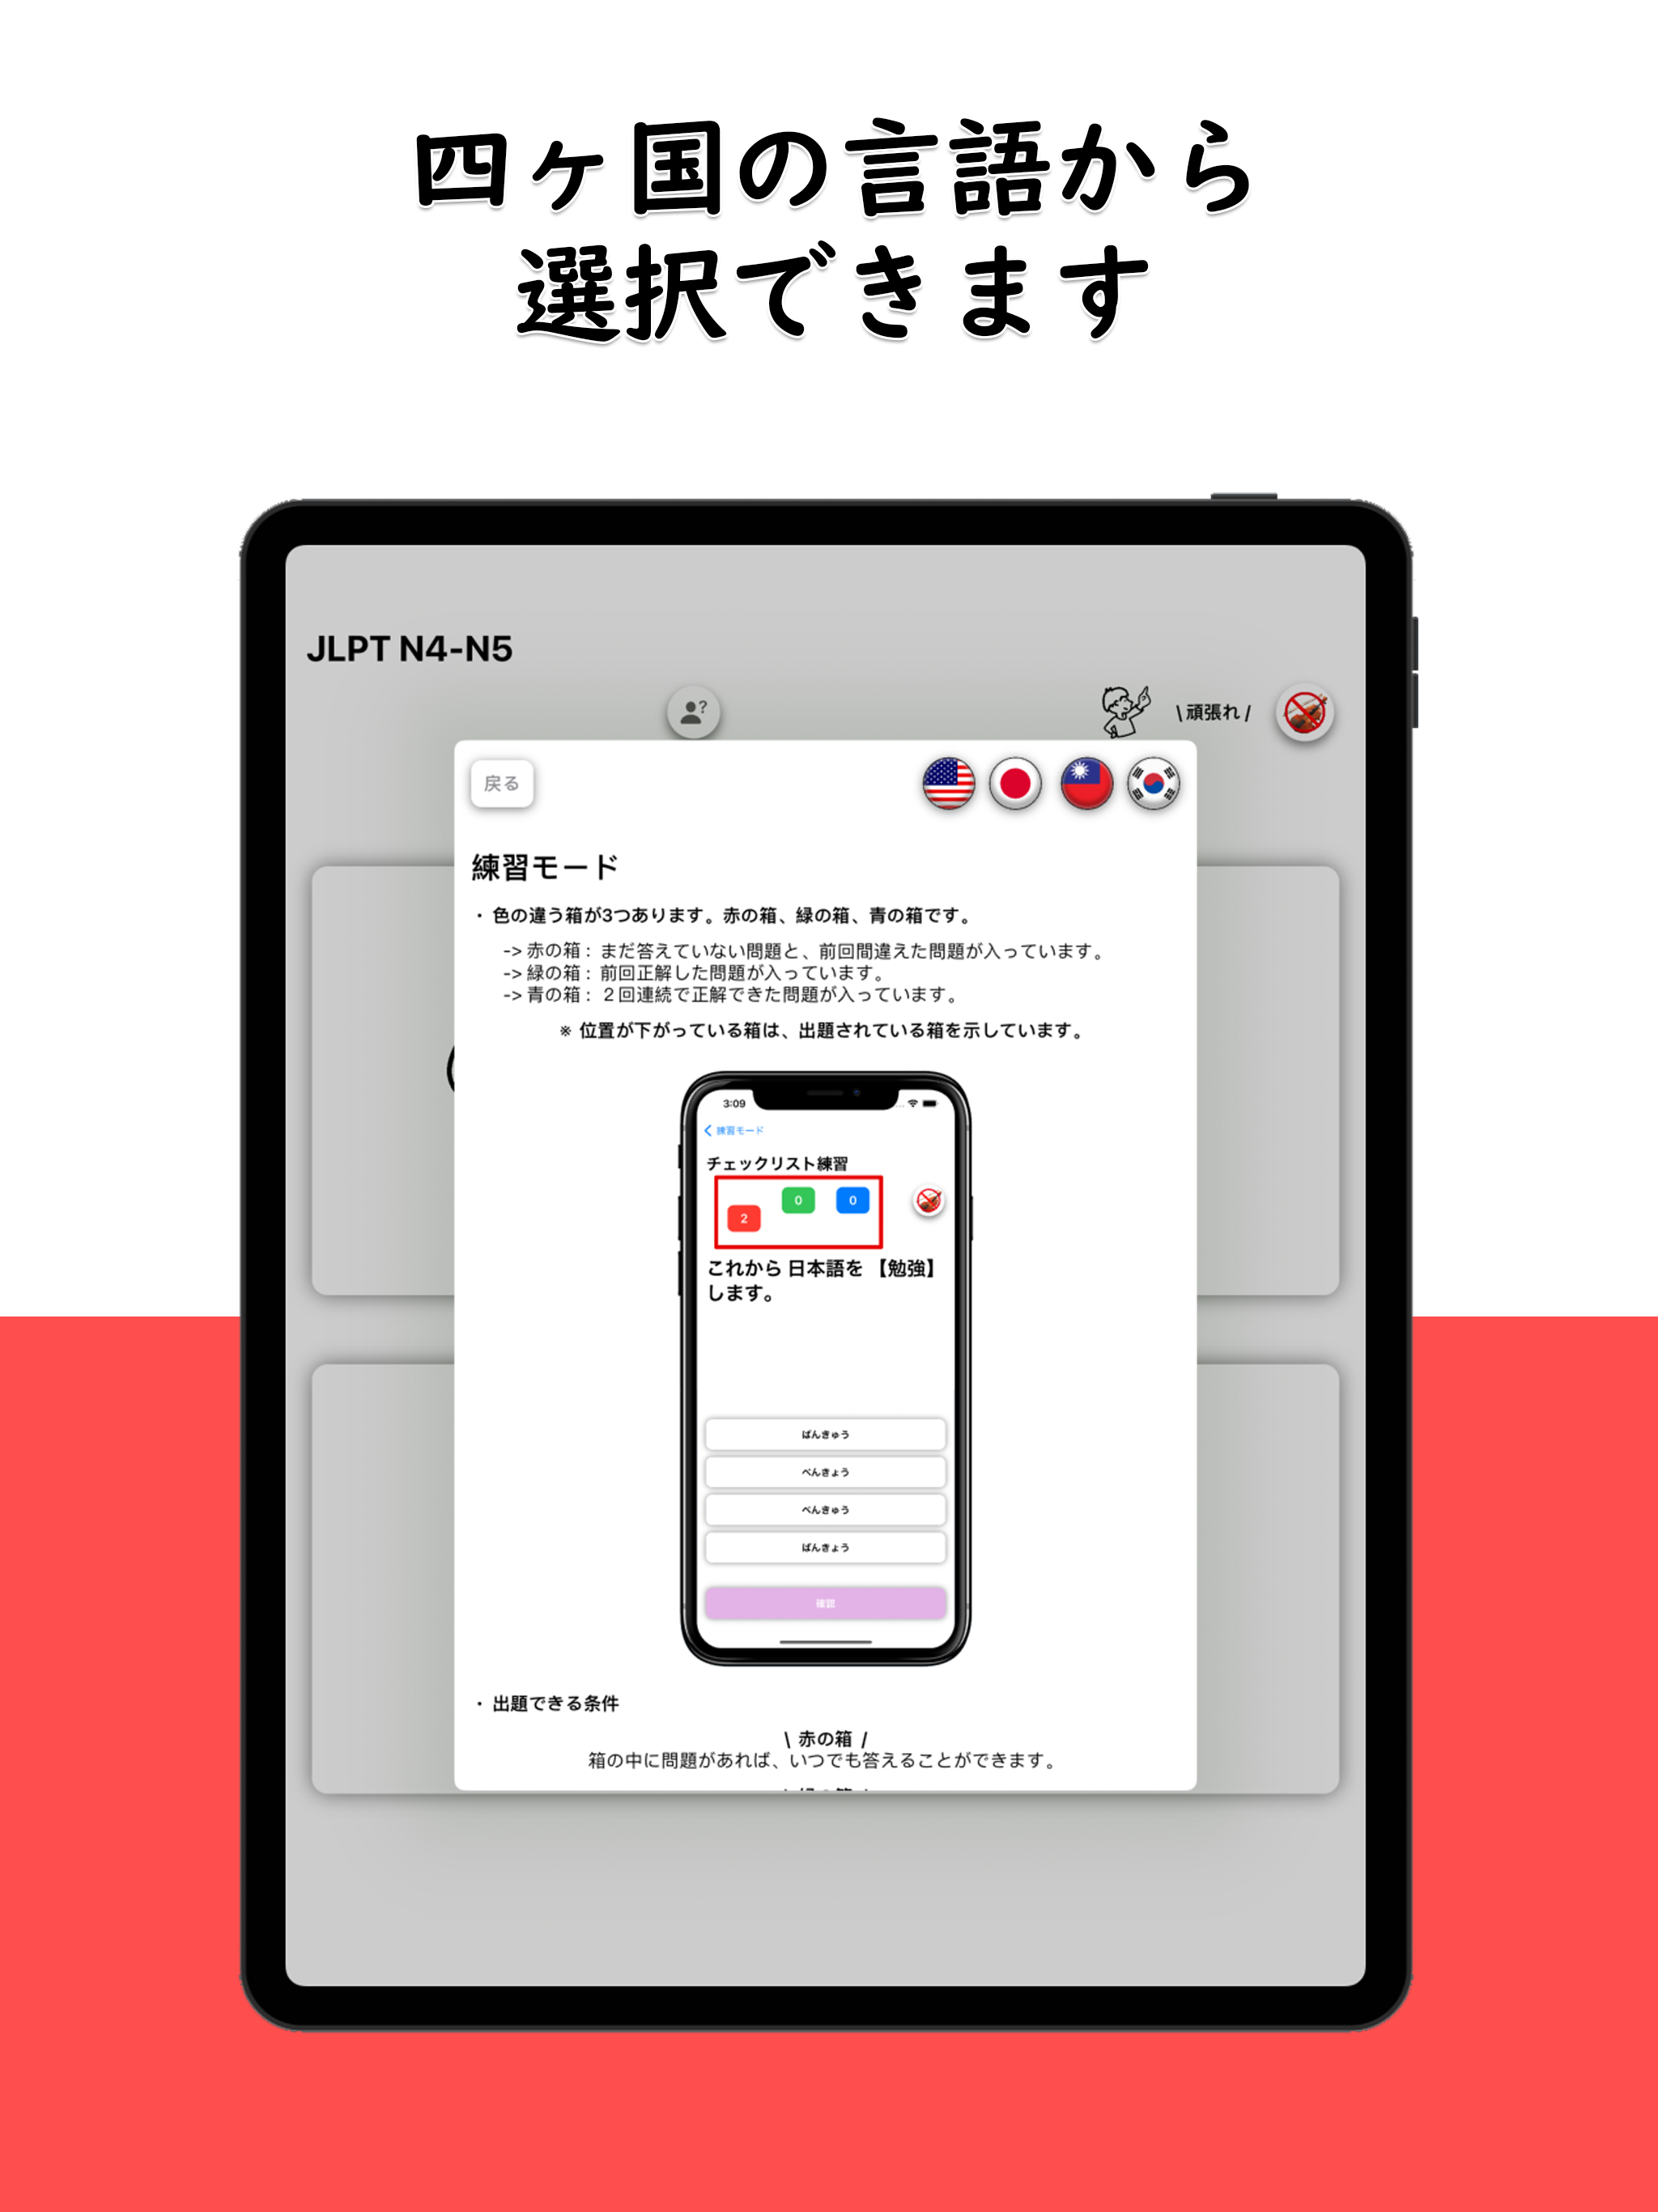 四ヶ国の言語から
選択できます
JLPT N4-N5
\ 頑張れ /
戻る
練習モード
・ 色の違う箱が3つあります。赤の箱、緑の箱、青の箱です。
-> 赤の箱： まだ答えていない問題と、前回間違えた問題が入っています。
-> 緑の箱： 前回正解した問題が入っています。
-> 青の箱： ２回連続で正解できた問題が入っています。
※ 位置が下がっている箱は、出題されている箱を示しています。
3:09
練習モード
チェックリスト練習
2 0 0
これから 日本語を 【勉強】
します。
ばんきゅう
べんきょう
べんきゅう
ばんきょう
確認
・ 出題できる条件
\ 赤の箱 /
箱の中に問題があれば、いつでも答えることができます。